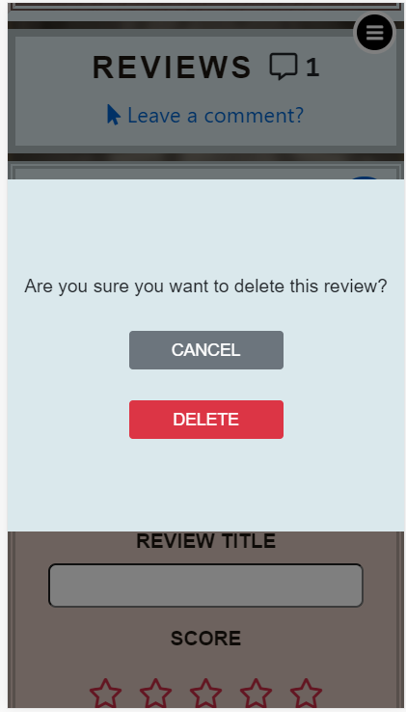 REVIEWS 1
Leave a comment?
Are you sure you want to delete this review?
CANCEL
DELETE
REVIEW TITLE
SCORE